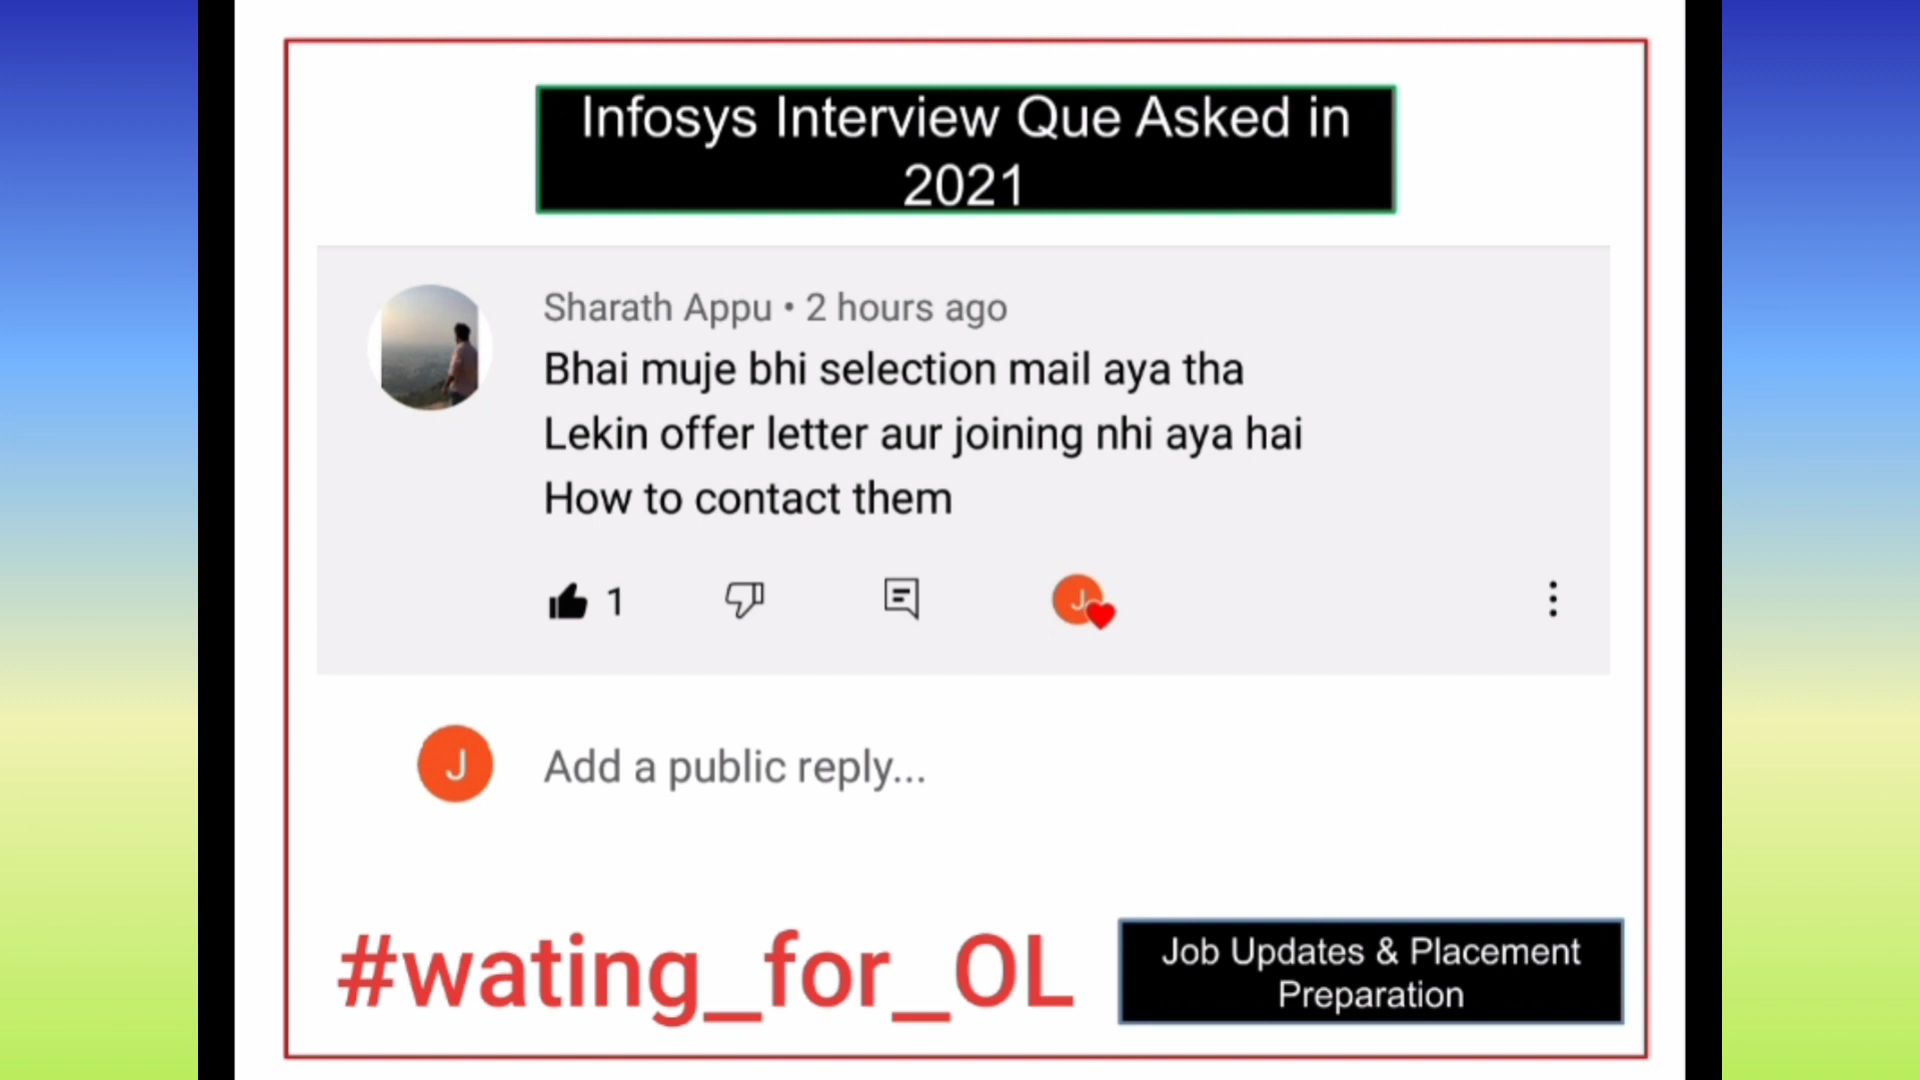 Infosys Interview Que Asked in
2021
Sharath Appu • 2 hours ago
Bhai muje bhi selection mail aya tha
Lekin offer letter aur joining nhi aya hai
How to contact them
1
J
J
Add a public reply...
#wating_for_OL
Job Updates & Placement
Preparation